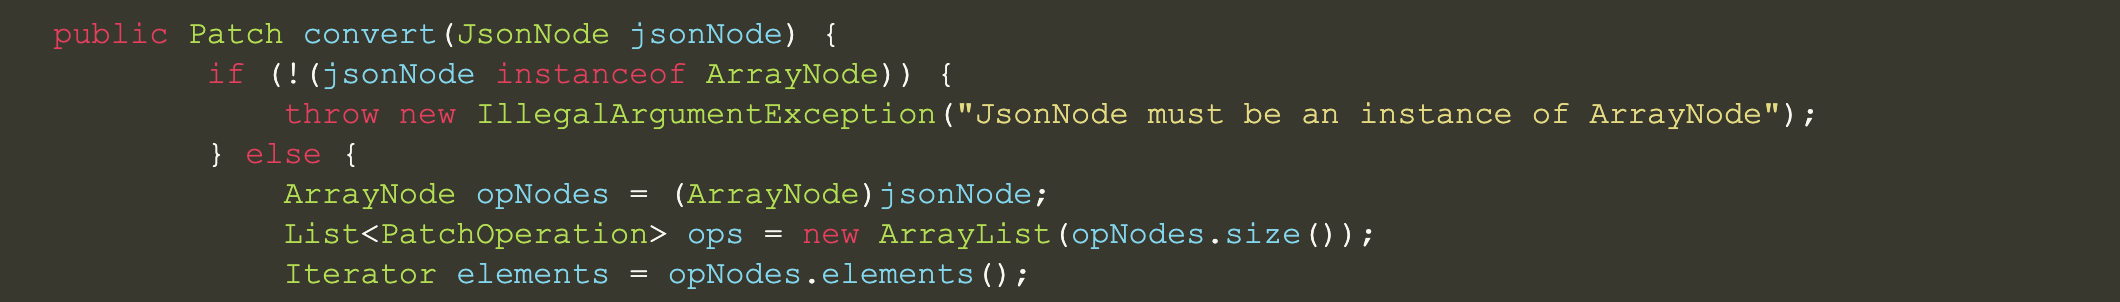 public Patch convert(JsonNode jsonNode) {
if (!(jsonNode instanceof ArrayNode)) {
throw new IllegalArgumentException("JsonNode must be an instance of ArrayNode");
} else {
ArrayNode opNodes = (ArrayNode)jsonNode;
List<PatchOperation> ops = new ArrayList(opNodes.size());
Iterator elements = opNodes.elements();